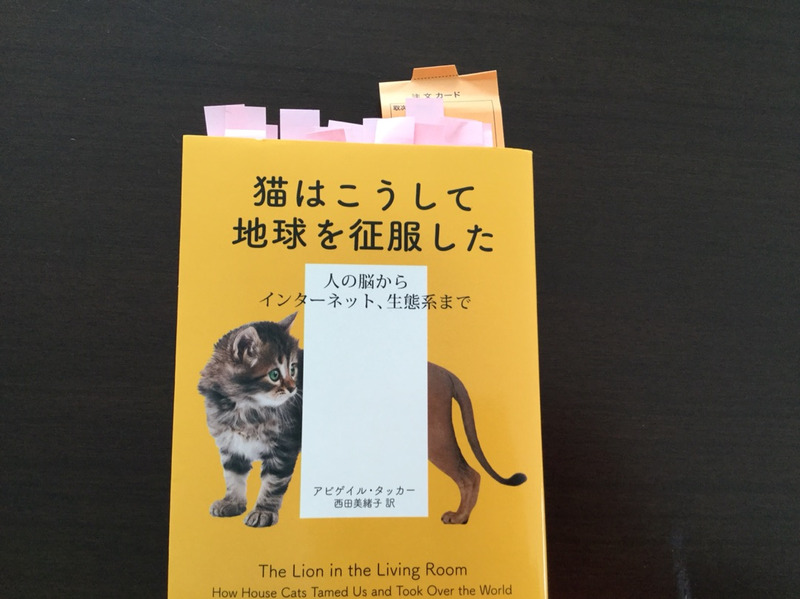 注文カード
猫はこうして
地球を征服した
人の脳から
インターネット、生態系まで
アビゲイル・タッカー
西田美緒子 訳
The Lion in the Living Room
How House Cats Tamed Us and Took Over the World